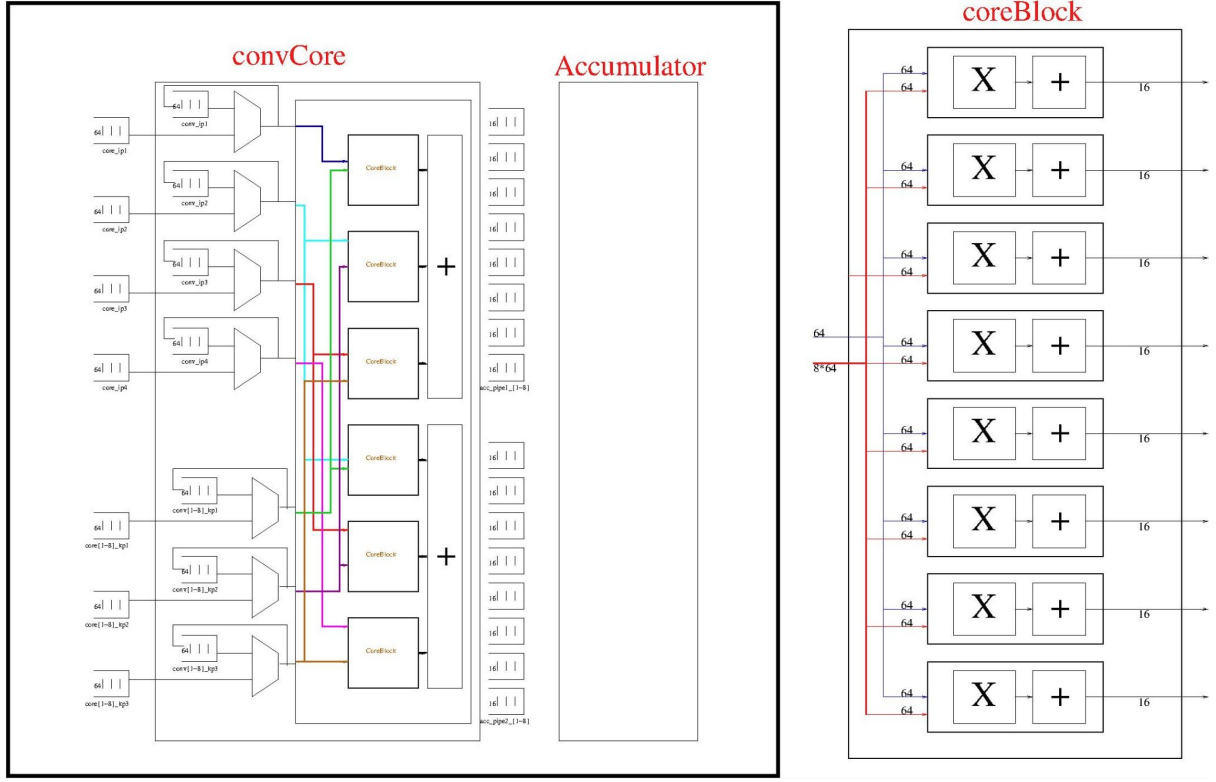 coreBlock
convCore
Accumulator
64
conv_ip1
64
core_ip1
64
conv_ip2
64
core_ip2
64
conv_ip3
64
core_ip3
64
conv_ip4
64
core_ip4
64
conv[1-8]_kp1
64
core[1-8]_kp1
64
conv[1-8]_kp2
64
core[1-8]_kp2
64
conv[1-8]_kp3
64
core[1-8]_kp3
CoreBlock
CoreBlock
+
CoreBlock
CoreBlock
CoreBlock
+
CoreBlock
16
16
16
16
16
16
16
16
acc_pipe1_[1-8]
16
16
16
16
16
16
16
16
acc_pipe2_[1-8]
64
8*64
64
64
X
+
16
64
64
X
+
16
64
64
X
+
16
64
64
X
+
16
64
64
X
+
16
64
64
X
+
16
64
64
X
+
16
64
64
X
+
16